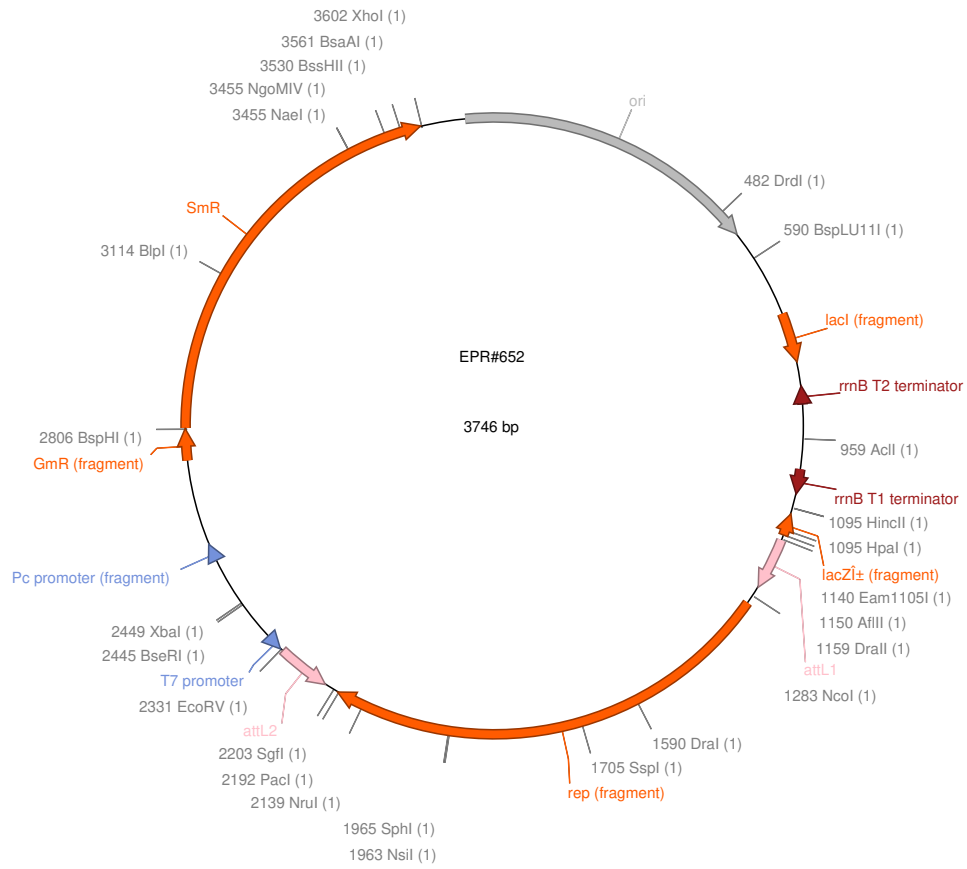 3602 XhoI (1)
3561 BsaAI (1)
3530 BssHII (1)
3455 NgoMIV (1)
3455 NaeI (1)
ori
482 DrdI (1)
SmR
590 BspLU11I (1)
3114 BlpI (1)
lacI (fragment)
EPR#652
rrnB T2 terminator
3746 bp
2806 BspHI (1)
959 AclI (1)
GmR (fragment)
rrnB T1 terminator
1095 HincII (1)
1095 HpaI (1)
Pc promoter (fragment)
lacZÎ± (fragment)
1140 Eam1105I (1)
2449 XbaI (1)
1150 AflII (1)
2445 BseRI (1)
1159 DraII (1)
attL1
T7 promoter
1283 NcoI (1)
2331 EcoRV (1)
attL2
1590 DraI (1)
2203 SgfI (1)
1705 SspI (1)
2192 PacI (1)
rep (fragment)
2139 NruI (1)
1965 SphI (1)
1963 NsiI (1)